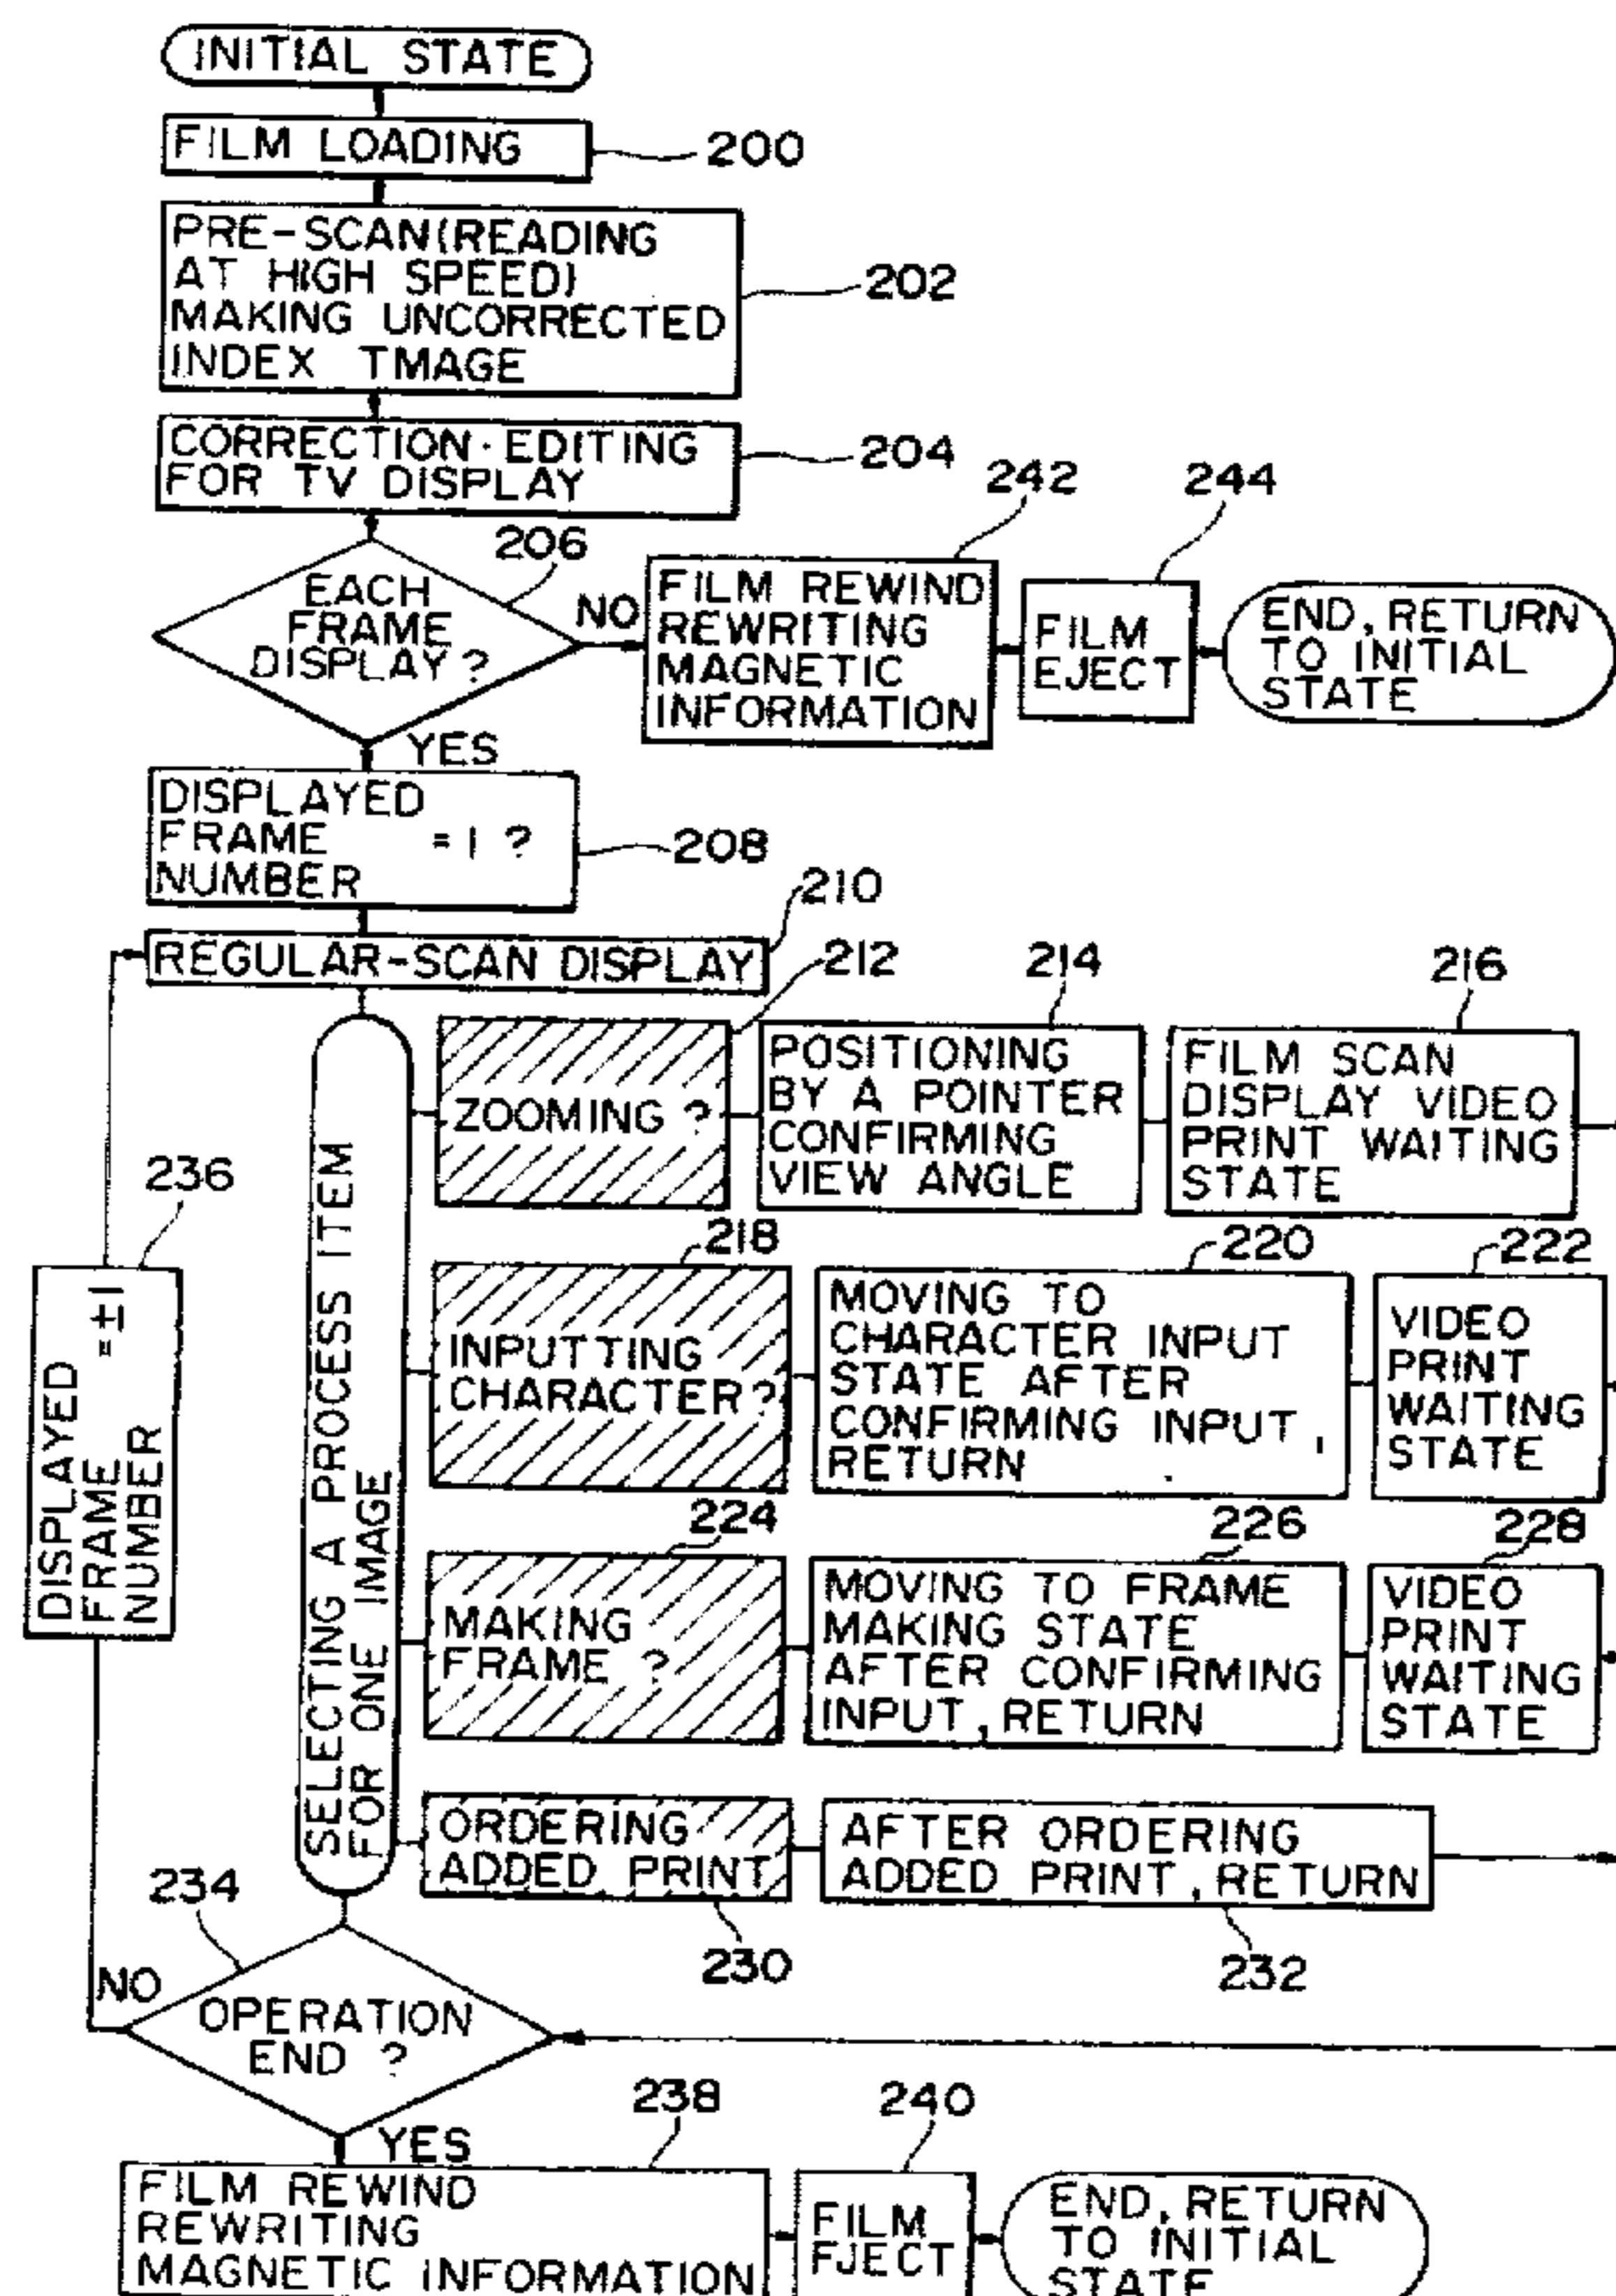 INITIAL STATE
FILM LOADING
200
PRE-SCAN(READING
AT HIGH SPEED)
MAKING UNCORRECTED
INDEX TMAGE
202
CORRECTION·EDITING
FOR TV DISPLAY
204
206
EACH
FRAME
DISPLAY?
NO
242
FILM REWIND
REWRITING
MAGNETIC
INFORMATION
244
FILM
EJECT
END, RETURN
TO INITIAL
STATE
YES
DISPLAYED
FRAME = 1 ?
NUMBER
208
210
REGULAR-SCAN DISPLAY
212
ZOOMING ?
214
POSITIONING
BY A POINTER
CONFIRMING
VIEW ANGLE
216
FILM SCAN
DISPLAY VIDEO
PRINT WAITING
STATE
236
DISPLAYED
FRAME =±1
NUMBER
SELECTING A PROCESS ITEM
FOR ONE IMAGE
218
INPUTTING
CHARACTER?
220
MOVING TO
CHARACTER INPUT
STATE AFTER
CONFIRMING INPUT,
RETURN
222
VIDEO
PRINT
WAITING
STATE
224
MAKING
FRAME ?
226
MOVING TO FRAME
MAKING STATE
AFTER CONFIRMING
INPUT, RETURN
228
VIDEO
PRINT
WAITING
STATE
ORDERING
ADDED PRINT
230
AFTER ORDERING
ADDED PRINT, RETURN
232
234
NO
OPERATION
END ?
YES
238
FILM REWIND
REWRITING
MAGNETIC INFORMATION
240
FILM
FJECT
END, RETURN
TO INITIAL
STATE